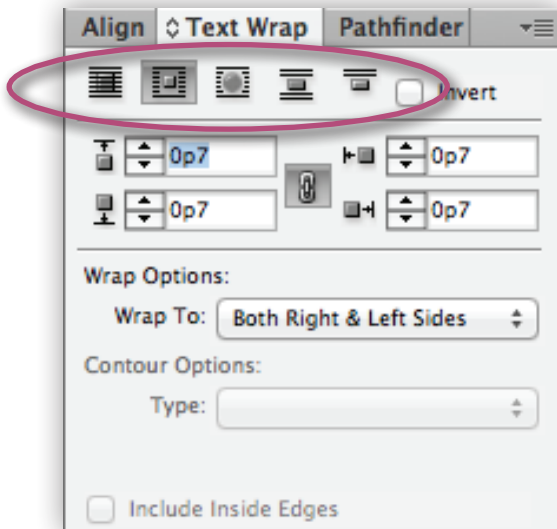 Align Text Wrap Pathfinder
Invert
0p7 0p7
0p7 0p7
Wrap Options:
Wrap To: Both Right & Left Sides
Contour Options:
Type:
Include Inside Edges